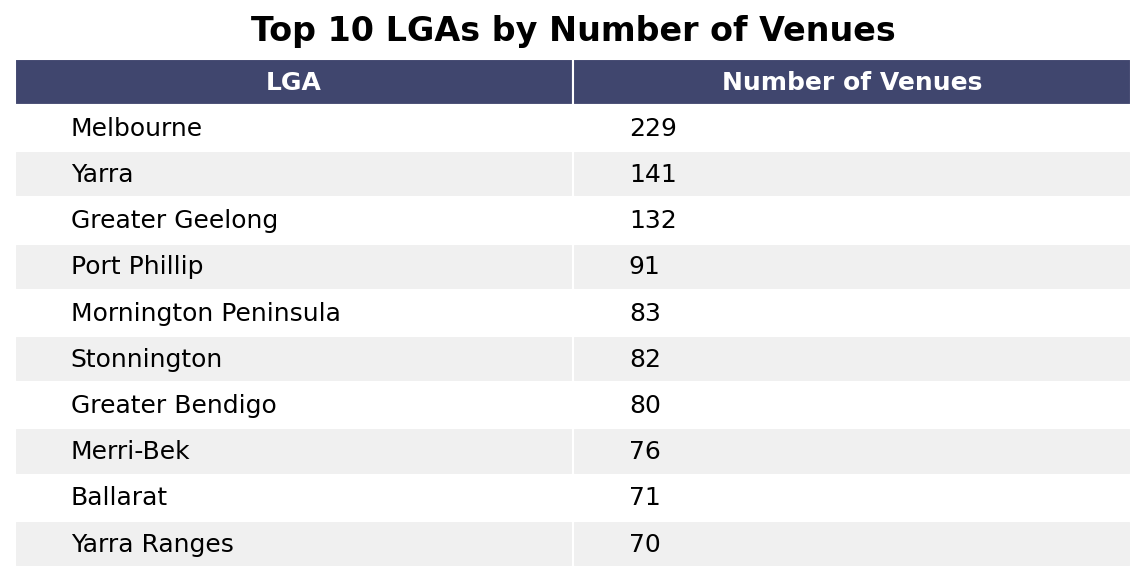 Top 10 LGAs by Number of Venues
LGA Number of Venues
Melbourne 229
Yarra 141
Greater Geelong 132
Port Phillip 91
Mornington Peninsula 83
Stonnington 82
Greater Bendigo 80
Merri-Bek 76
Ballarat 71
Yarra Ranges 70